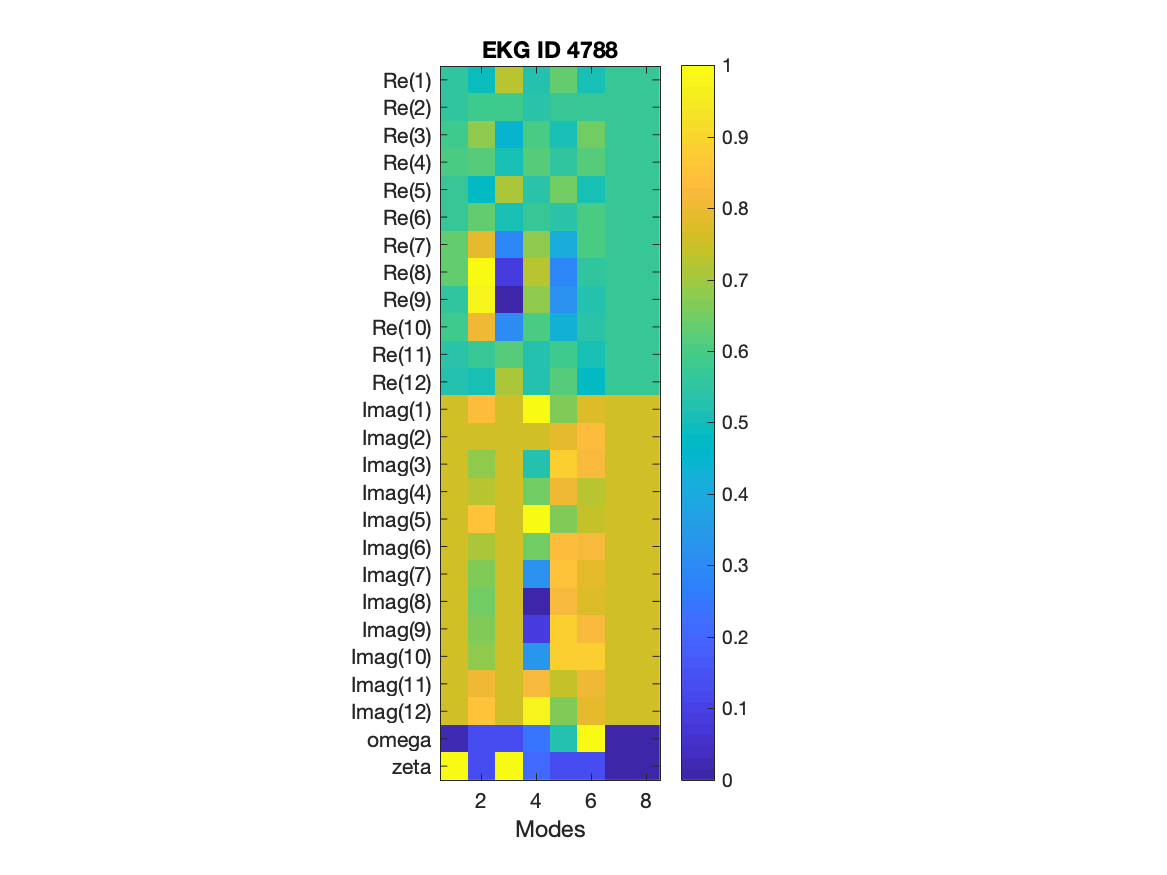 EKG ID 4788
Re(1)
Re(2)
Re(3)
Re(4)
Re(5)
Re(6)
Re(7)
Re(8)
Re(9)
Re(10)
Re(11)
Re(12)
Imag(1)
Imag(2)
Imag(3)
Imag(4)
Imag(5)
Imag(6)
Imag(7)
Imag(8)
Imag(9)
Imag(10)
Imag(11)
Imag(12)
omega
zeta
2 4 6 8
Modes
1
0.9
0.8
0.7
0.6
0.5
0.4
0.3
0.2
0.1
0